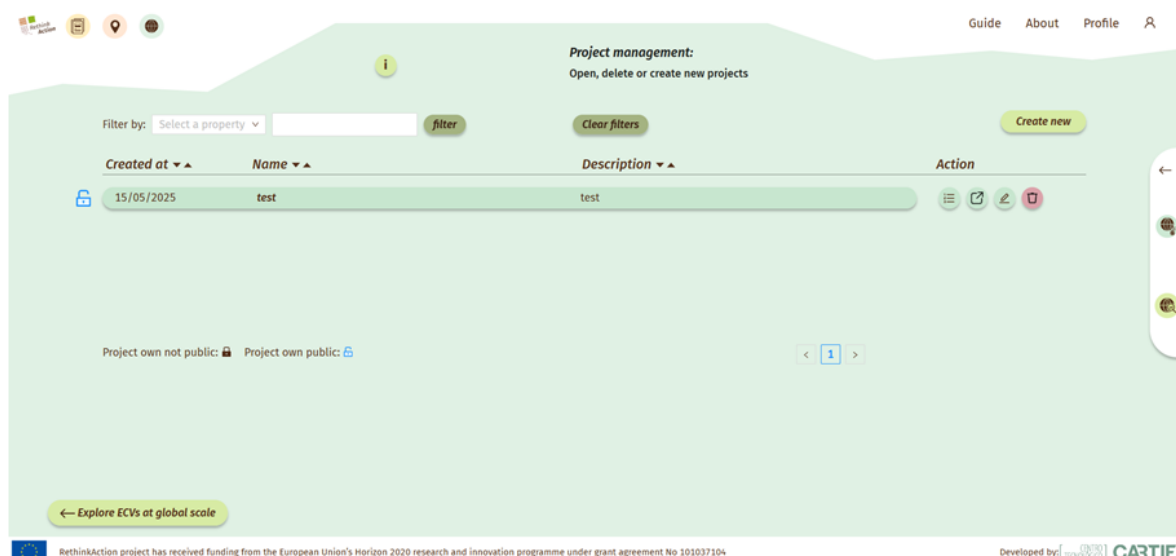 Rethink
Action
Guide About Profile
i
Project management:
Open, delete or create new projects
Filter by: Select a property filter Clear filters Create new
Created at Name Description Action
15/05/2025 test test
Project own not public: Project own public:
< 1 >
← Explore ECVs at global scale
RethinkAction project has received funding from the European Union's Horizon 2020 research and innovation programme under grant agreement No 101037104
Developed by: CARTIF